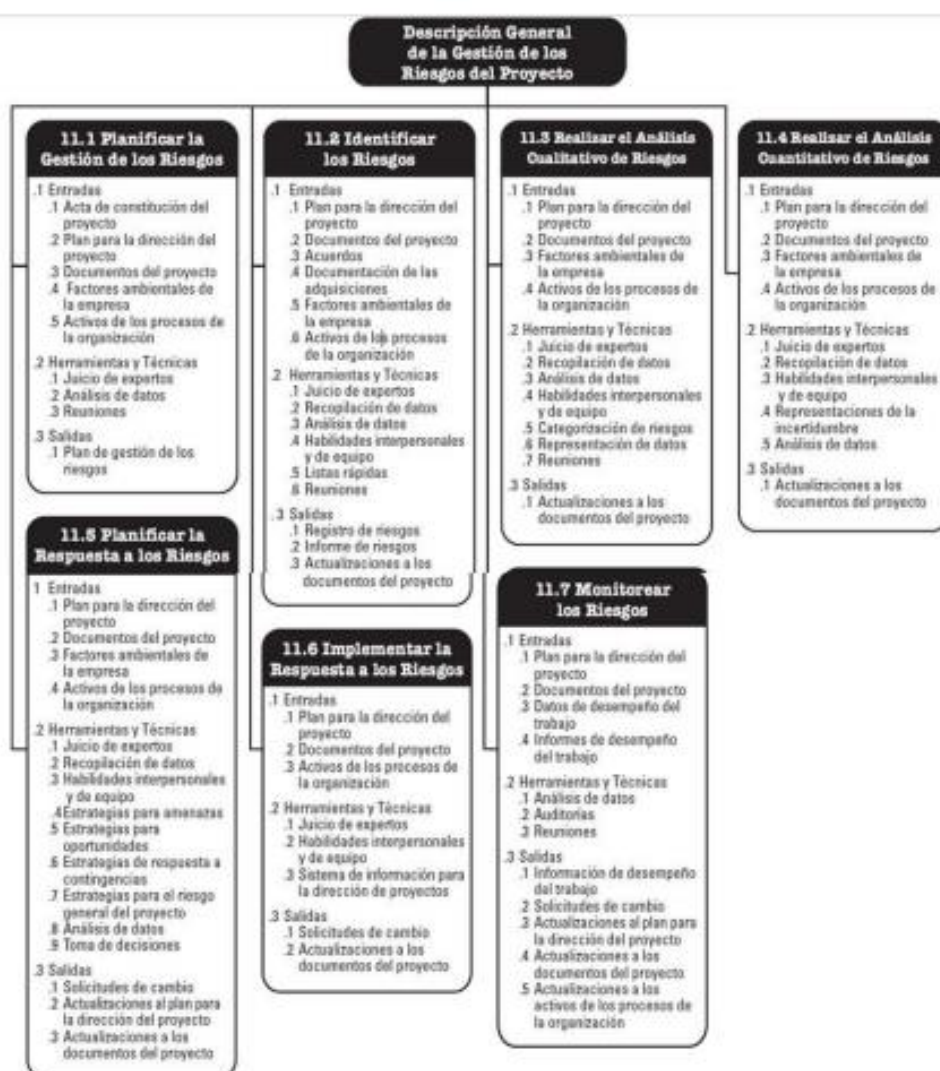 Descripción General
de la Gestión de los
Riesgos del Proyecto
11.1 Planificar la
Gestión de los Riesgos
.1 Entradas
.1 Acta de constitución del
proyecto
.2 Plan para la dirección del
proyecto
.3 Documentos del proyecto
.4 Factores ambientales de
la empresa
.5 Activos de los procesos de
la organización
.2 Herramientas y Técnicas
.1 Juicio de expertos
.2 Análisis de datos
.3 Reuniones
.3 Salidas
.1 Plan de gestión de los
riesgos
11.2 Identificar
los Riesgos
.1 Entradas
.1 Plan para la dirección del
proyecto
.2 Documentos del proyecto
.3 Acuerdos
.4 Documentación de las
adquisiciones
.5 Factores ambientales de
la empresa
.6 Activos de los procesos
de la organización
.2 Herramientas y Técnicas
.1 Juicio de expertos
.2 Recopilación de datos
.3 Análisis de datos
.4 Habilidades interpersonales
y de equipo
.5 Listas rápidas
.6 Reuniones
.3 Salidas
.1 Registro de riesgos
.2 Informe de riesgos
.3 Actualizaciones a los
documentos del proyecto
11.3 Realizar el Análisis
Cualitativo de Riesgos
.1 Entradas
.1 Plan para la dirección del
proyecto
.2 Documentos del proyecto
.3 Factores ambientales de
la empresa
.4 Activos de los procesos de
la organización
.2 Herramientas y Técnicas
.1 Juicio de expertos
.2 Recopilación de datos
.3 Análisis de datos
.4 Habilidades interpersonales
y de equipo
.5 Categorización de riesgos
.6 Representación de datos
.7 Reuniones
.3 Salidas
.1 Actualizaciones a los
documentos del proyecto
11.4 Realizar el Análisis
Cuantitativo de Riesgos
.1 Entradas
.1 Plan para la dirección del
proyecto
.2 Documentos del proyecto
.3 Factores ambientales de
la empresa
.4 Activos de los procesos de
la organización
.2 Herramientas y Técnicas
.1 Juicio de expertos
.2 Recopilación de datos
.3 Habilidades interpersonales
y de equipo
.4 Representaciones de la
incertidumbre
.5 Análisis de datos
.3 Salidas
.1 Actualizaciones a los
documentos del proyecto
11.5 Planificar la
Respuesta a los Riesgos
1 Entradas
.1 Plan para la dirección del
proyecto
.2 Documentos del proyecto
.3 Factores ambientales de
la empresa
.4 Activos de los procesos de
la organización
.2 Herramientas y Técnicas
.1 Juicio de expertos
.2 Recopilación de datos
.3 Habilidades interpersonales
y de equipo
.4 Estrategias para amenazas
.5 Estrategias para
oportunidades
.6 Estrategias de respuesta a
contingencias
.7 Estrategias para el riesgo
general del proyecto
.8 Análisis de datos
.9 Toma de decisiones
.3 Salidas
.1 Solicitudes de cambio
.2 Actualizaciones al plan para
la dirección del proyecto
.3 Actualizaciones a los
documentos del proyecto
11.6 Implementar la
Respuesta a los Riesgos
.1 Entradas
.1 Plan para la dirección del
proyecto
.2 Documentos del proyecto
.3 Activos de los procesos de
la organización
.2 Herramientas y Técnicas
.1 Juicio de expertos
.2 Habilidades interpersonales
y de equipo
.3 Sistema de información para
la dirección de proyectos
.3 Salidas
.1 Solicitudes de cambio
.2 Actualizaciones a los
documentos del proyecto
11.7 Monitorear
los Riesgos
.1 Entradas
.1 Plan para la dirección del
proyecto
.2 Documentos del proyecto
.3 Datos de desempeño del
trabajo
.4 Informes de desempeño
del trabajo
.2 Herramientas y Técnicas
.1 Análisis de datos
.2 Auditorías
.3 Reuniones
.3 Salidas
.1 Información de desempeño
del trabajo
.2 Solicitudes de cambio
.3 Actualizaciones al plan para
la dirección del proyecto
.4 Actualizaciones a los
documentos del proyecto
.5 Actualizaciones a los
activos de los procesos de
la organización